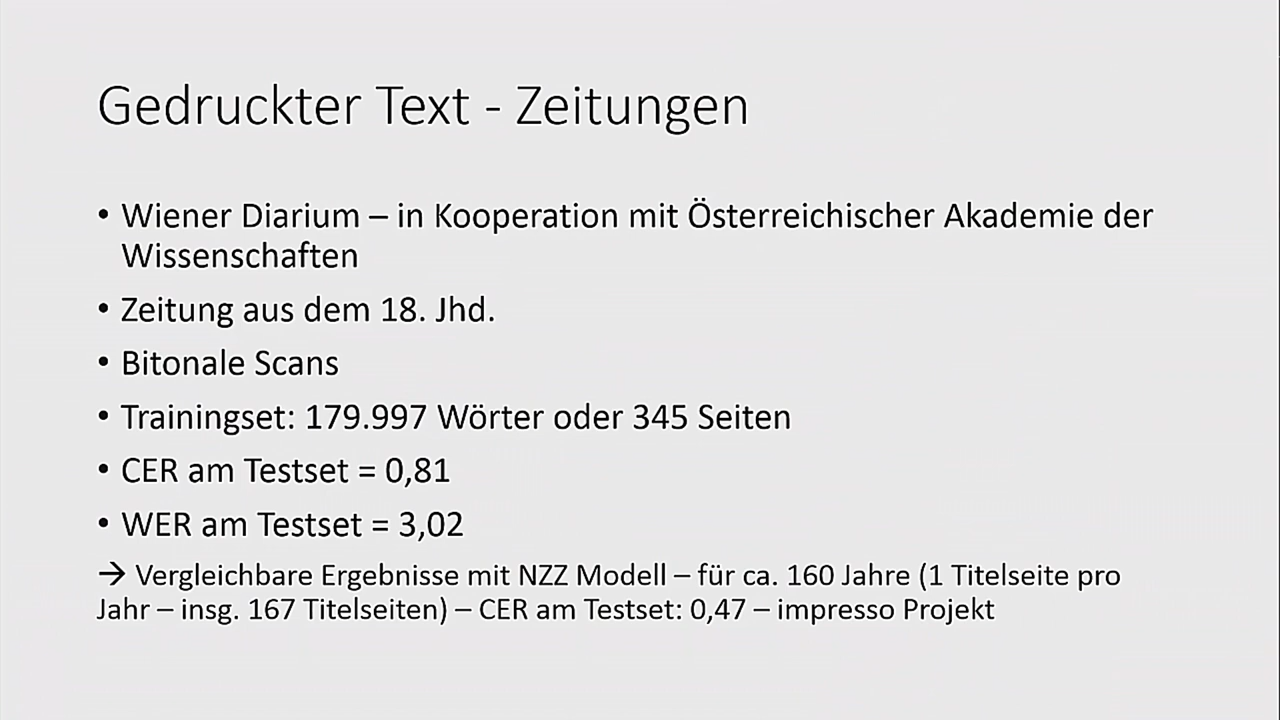 Gedruckter Text - Zeitungen
• Wiener Diarium – in Kooperation mit Österreichischer Akademie der
Wissenschaften
• Zeitung aus dem 18. Jhd.
• Bitonale Scans
• Trainingset: 179.997 Wörter oder 345 Seiten
• CER am Testset = 0,81
• WER am Testset = 3,02
→ Vergleichbare Ergebnisse mit NZZ Modell – für ca. 160 Jahre (1 Titelseite pro
Jahr – insg. 167 Titelseiten) – CER am Testset: 0,47 – impresso Projekt